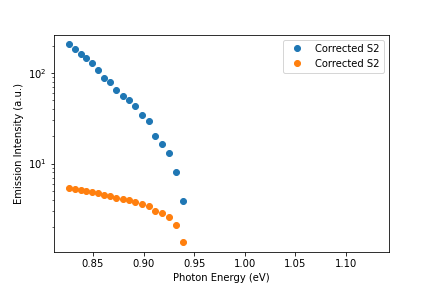 Corrected S2
Corrected S2
Emission Intensity (a.u.)
10²
10¹
0.85 0.90 0.95 1.00 1.05 1.10
Photon Energy (eV)